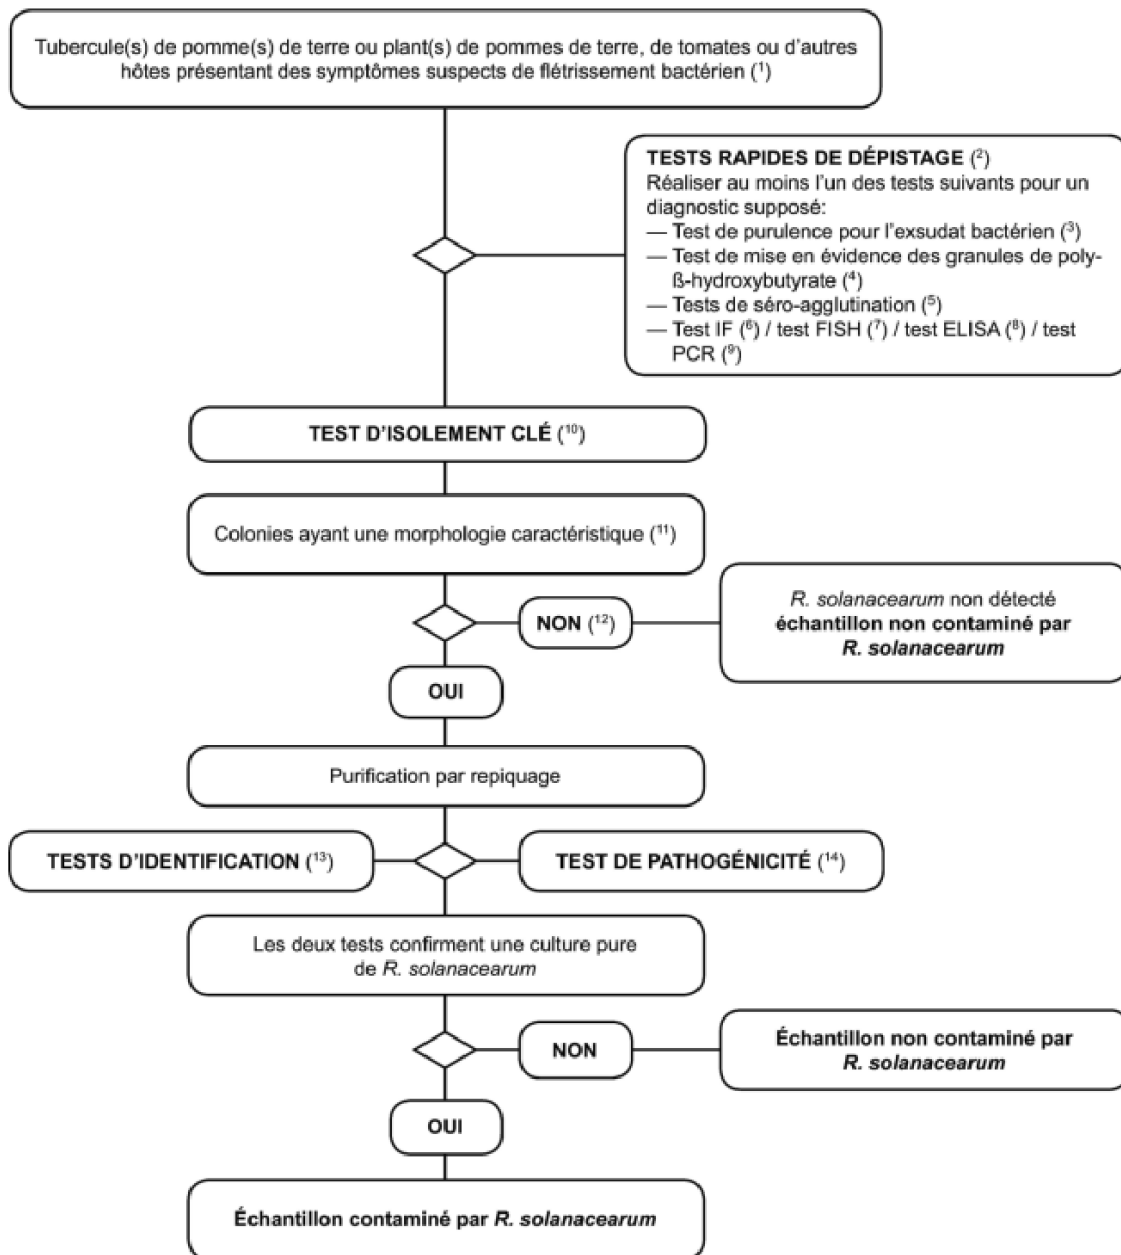 Tubercule(s) de pomme(s) de terre ou plant(s) de pommes de terre, de tomates ou d'autres
hôtes présentant des symptômes suspects de flétrissement bactérien (¹)
TESTS RAPIDES DE DÉPISTAGE (²)
Réaliser au moins l'un des tests suivants pour un
diagnostic supposé:
— Test de purulence pour l'exsudat bactérien (³)
— Test de mise en évidence des granules de poly-
ß-hydroxybutyrate (⁴)
— Tests de séro-agglutination (⁵)
— Test IF (⁶) / test FISH (⁷) / test ELISA (⁸) / test
PCR (⁹)
TEST D'ISOLEMENT CLÉ (¹⁰)
Colonies ayant une morphologie caractéristique (¹¹)
NON (¹²)
R. solanacearum non détecté
échantillon non contaminé par
R. solanacearum
OUI
Purification par repiquage
TESTS D'IDENTIFICATION (¹³)
TEST DE PATHOGÉNICITÉ (¹⁴)
Les deux tests confirment une culture pure
de R. solanacearum
NON
Échantillon non contaminé par
R. solanacearum
OUI
Échantillon contaminé par R. solanacearum